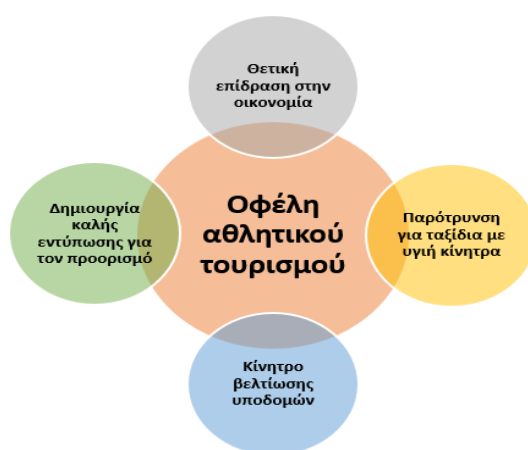 Θετική
επίδραση στην
οικονομία
Οφέλη
αθλητικού
τουρισμού
Παρότρυνση
για ταξίδια με
υγιή κίνητρα
Κίνητρο
βελτίωσης
υποδομών
Δημιουργία
καλής
εντύπωσης για
τον προορισμό